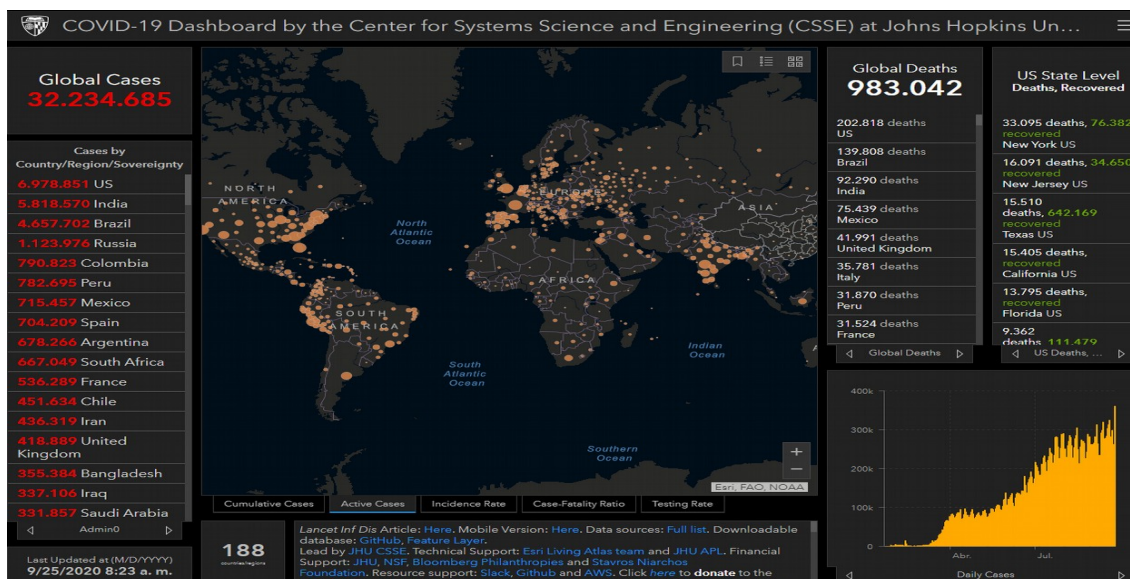 COVID-19 Dashboard by the Center for Systems Science and Engineering (CSSE) at Johns Hopkins Un...
Global Cases
32.234.685
Cases by
Country/Region/Sovereignty
6.978.851 US
5.818.570 India
4.657.702 Brazil
1.123.976 Russia
790.823 Colombia
782.695 Peru
715.457 Mexico
704.209 Spain
678.266 Argentina
667.049 South Africa
536.289 France
451.634 Chile
436.319 Iran
418.889 United
Kingdom
355.384 Bangladesh
337.106 Iraq
331.857 Saudi Arabia
Admin0
Last Updated at (M/D/YYYY)
9/25/2020 8:23 a. m.
NORTH
AMERICA
North
Atlantic
Ocean
EUROPE
ASIA
AFRICA
SOUTH
AMERICA
South
Atlantic
Ocean
Indian
Ocean
Southern
Ocean
+
−
Esri, FAO, NOAA
Cumulative Cases
Active Cases
Incidence Rate
Case-Fatality Ratio
Testing Rate
188
countries/regions
Lancet Inf Dis Article: Here. Mobile Version: Here. Data sources: Full list. Downloadable
database: GitHub, Feature Layer.
Lead by JHU CSSE. Technical Support: Esri Living Atlas team and JHU APL. Financial
Support: JHU, NSF, Bloomberg Philanthropies and Stavros Niarchos
Foundation. Resource support: Slack, Github and AWS. Click here to donate to the
Global Deaths
983.042
202.818 deaths
US
139.808 deaths
Brazil
92.290 deaths
India
75.439 deaths
Mexico
41.991 deaths
United Kingdom
35.781 deaths
Italy
31.870 deaths
Peru
31.524 deaths
France
Global Deaths
US State Level
Deaths, Recovered
33.095 deaths, 76.382
recovered
New York US
16.091 deaths, 34.650
recovered
New Jersey US
15.510
deaths, 642.169
recovered
Texas US
15.405 deaths,
recovered
California US
13.795 deaths,
recovered
Florida US
9.362
deaths, 111.479
US Deaths, ...
400k
300k
200k
100k
0
Abr.
Jul.
Daily Cases